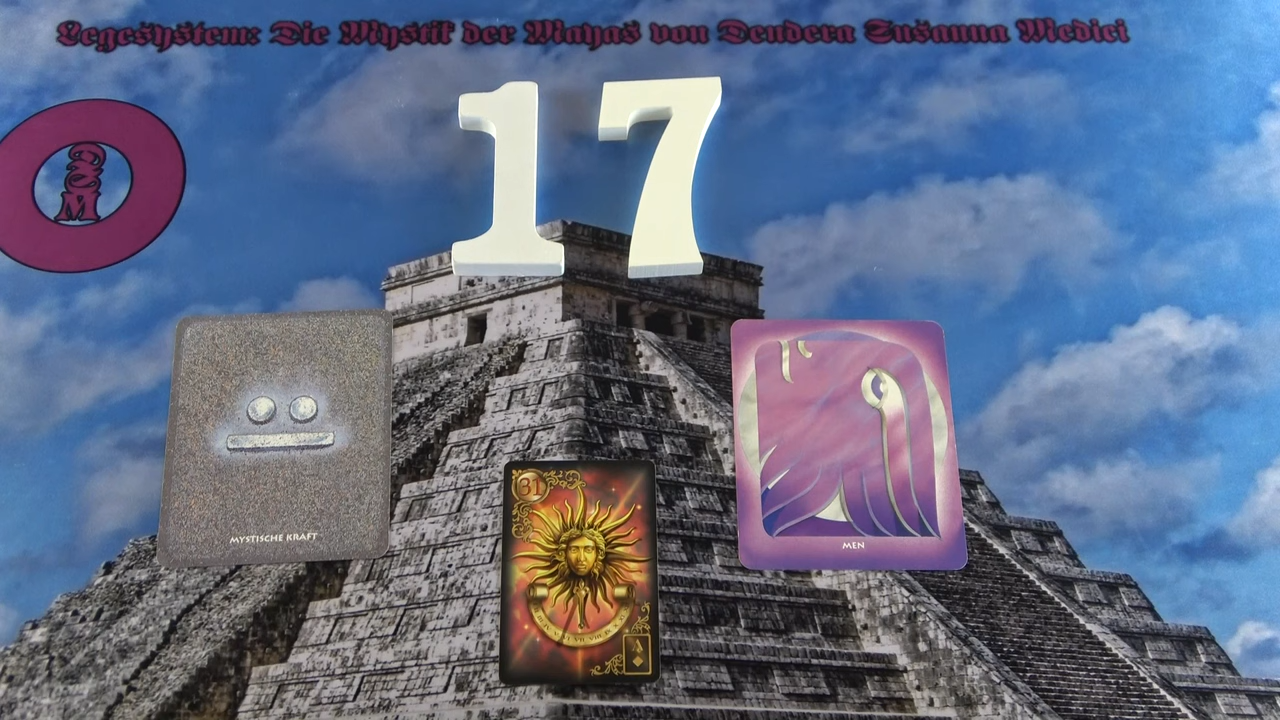 Legesystem: Die Mystik der Mayas von Dendera Susanna Medici
17
MYSTISCHE KRAFT
31
A
MEN